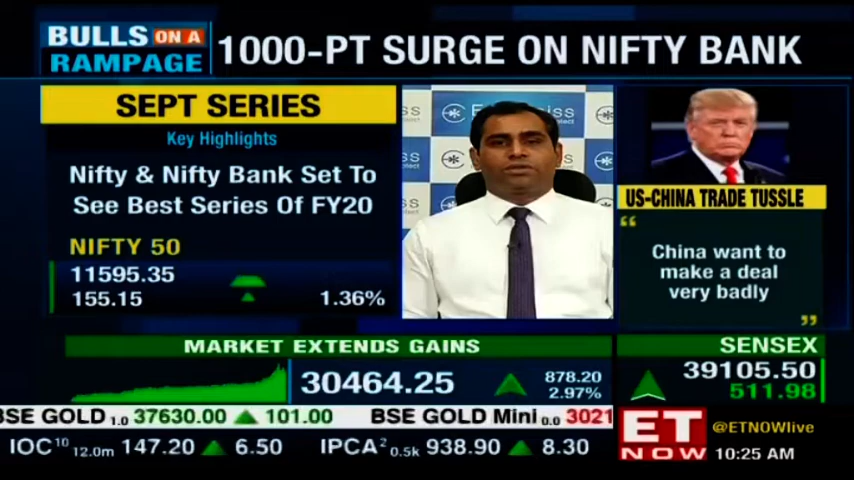 BULLS ON A
RAMPAGE
1000-PT SURGE ON NIFTY BANK
SEPT SERIES
Key Highlights
Nifty & Nifty Bank Set To
See Best Series Of FY20
NIFTY 50
11595.35
155.15
1.36%
US-CHINA TRADE TUSSLE
“
China want to
make a deal
very badly
”
MARKET EXTENDS GAINS
30464.25
878.20
2.97%
SENSEX
39105.50
511.98
BSE GOLD 1.0 37630.00 101.00 BSE GOLD Mini 0.0 3021
IOC 10 12.0m 147.20 6.50 IPCA 2 0.5k 938.90 8.30
ET
NOW
@ETNOWlive
10:25 AM